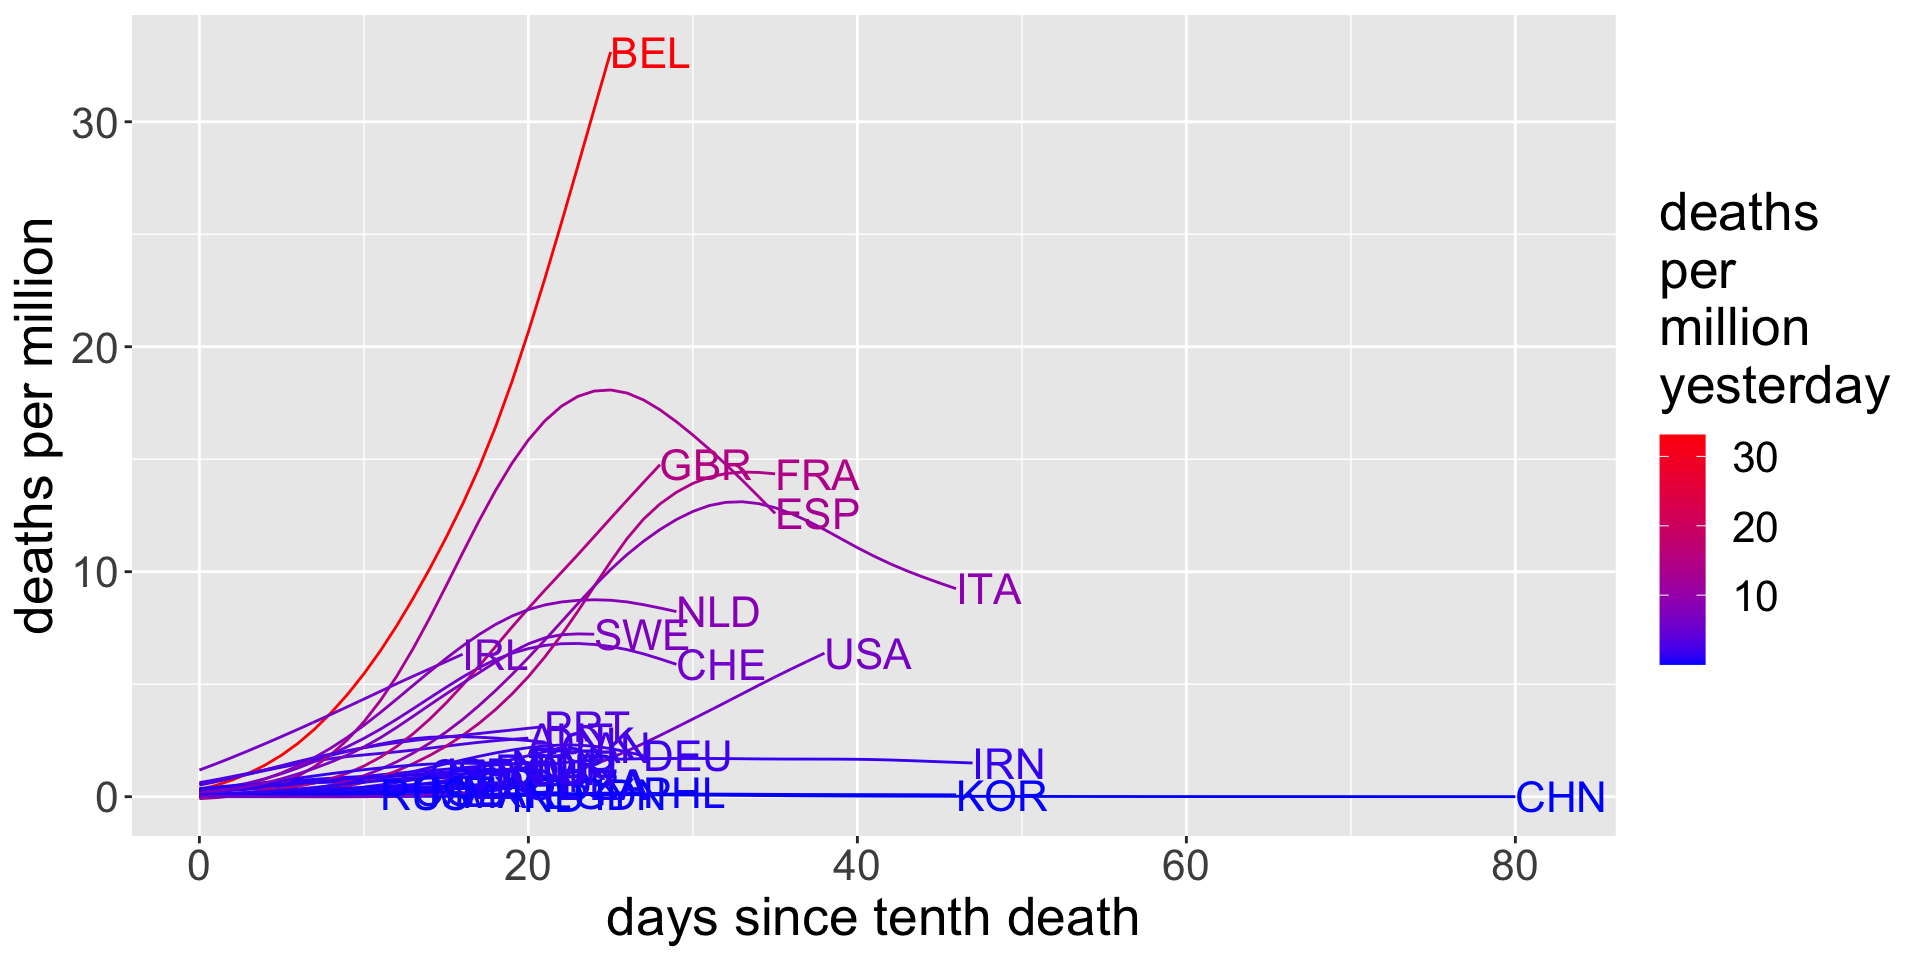 deaths per million
30
20
10
0
BEL
GBR
FRA
ESP
ITA
NLD
SWE
IRL
CHE
USA
PRT
DEU
IRN
PHL
KOR
CHN
0
20
40
60
80
days since tenth death
deaths
per
million
yesterday
30
20
10